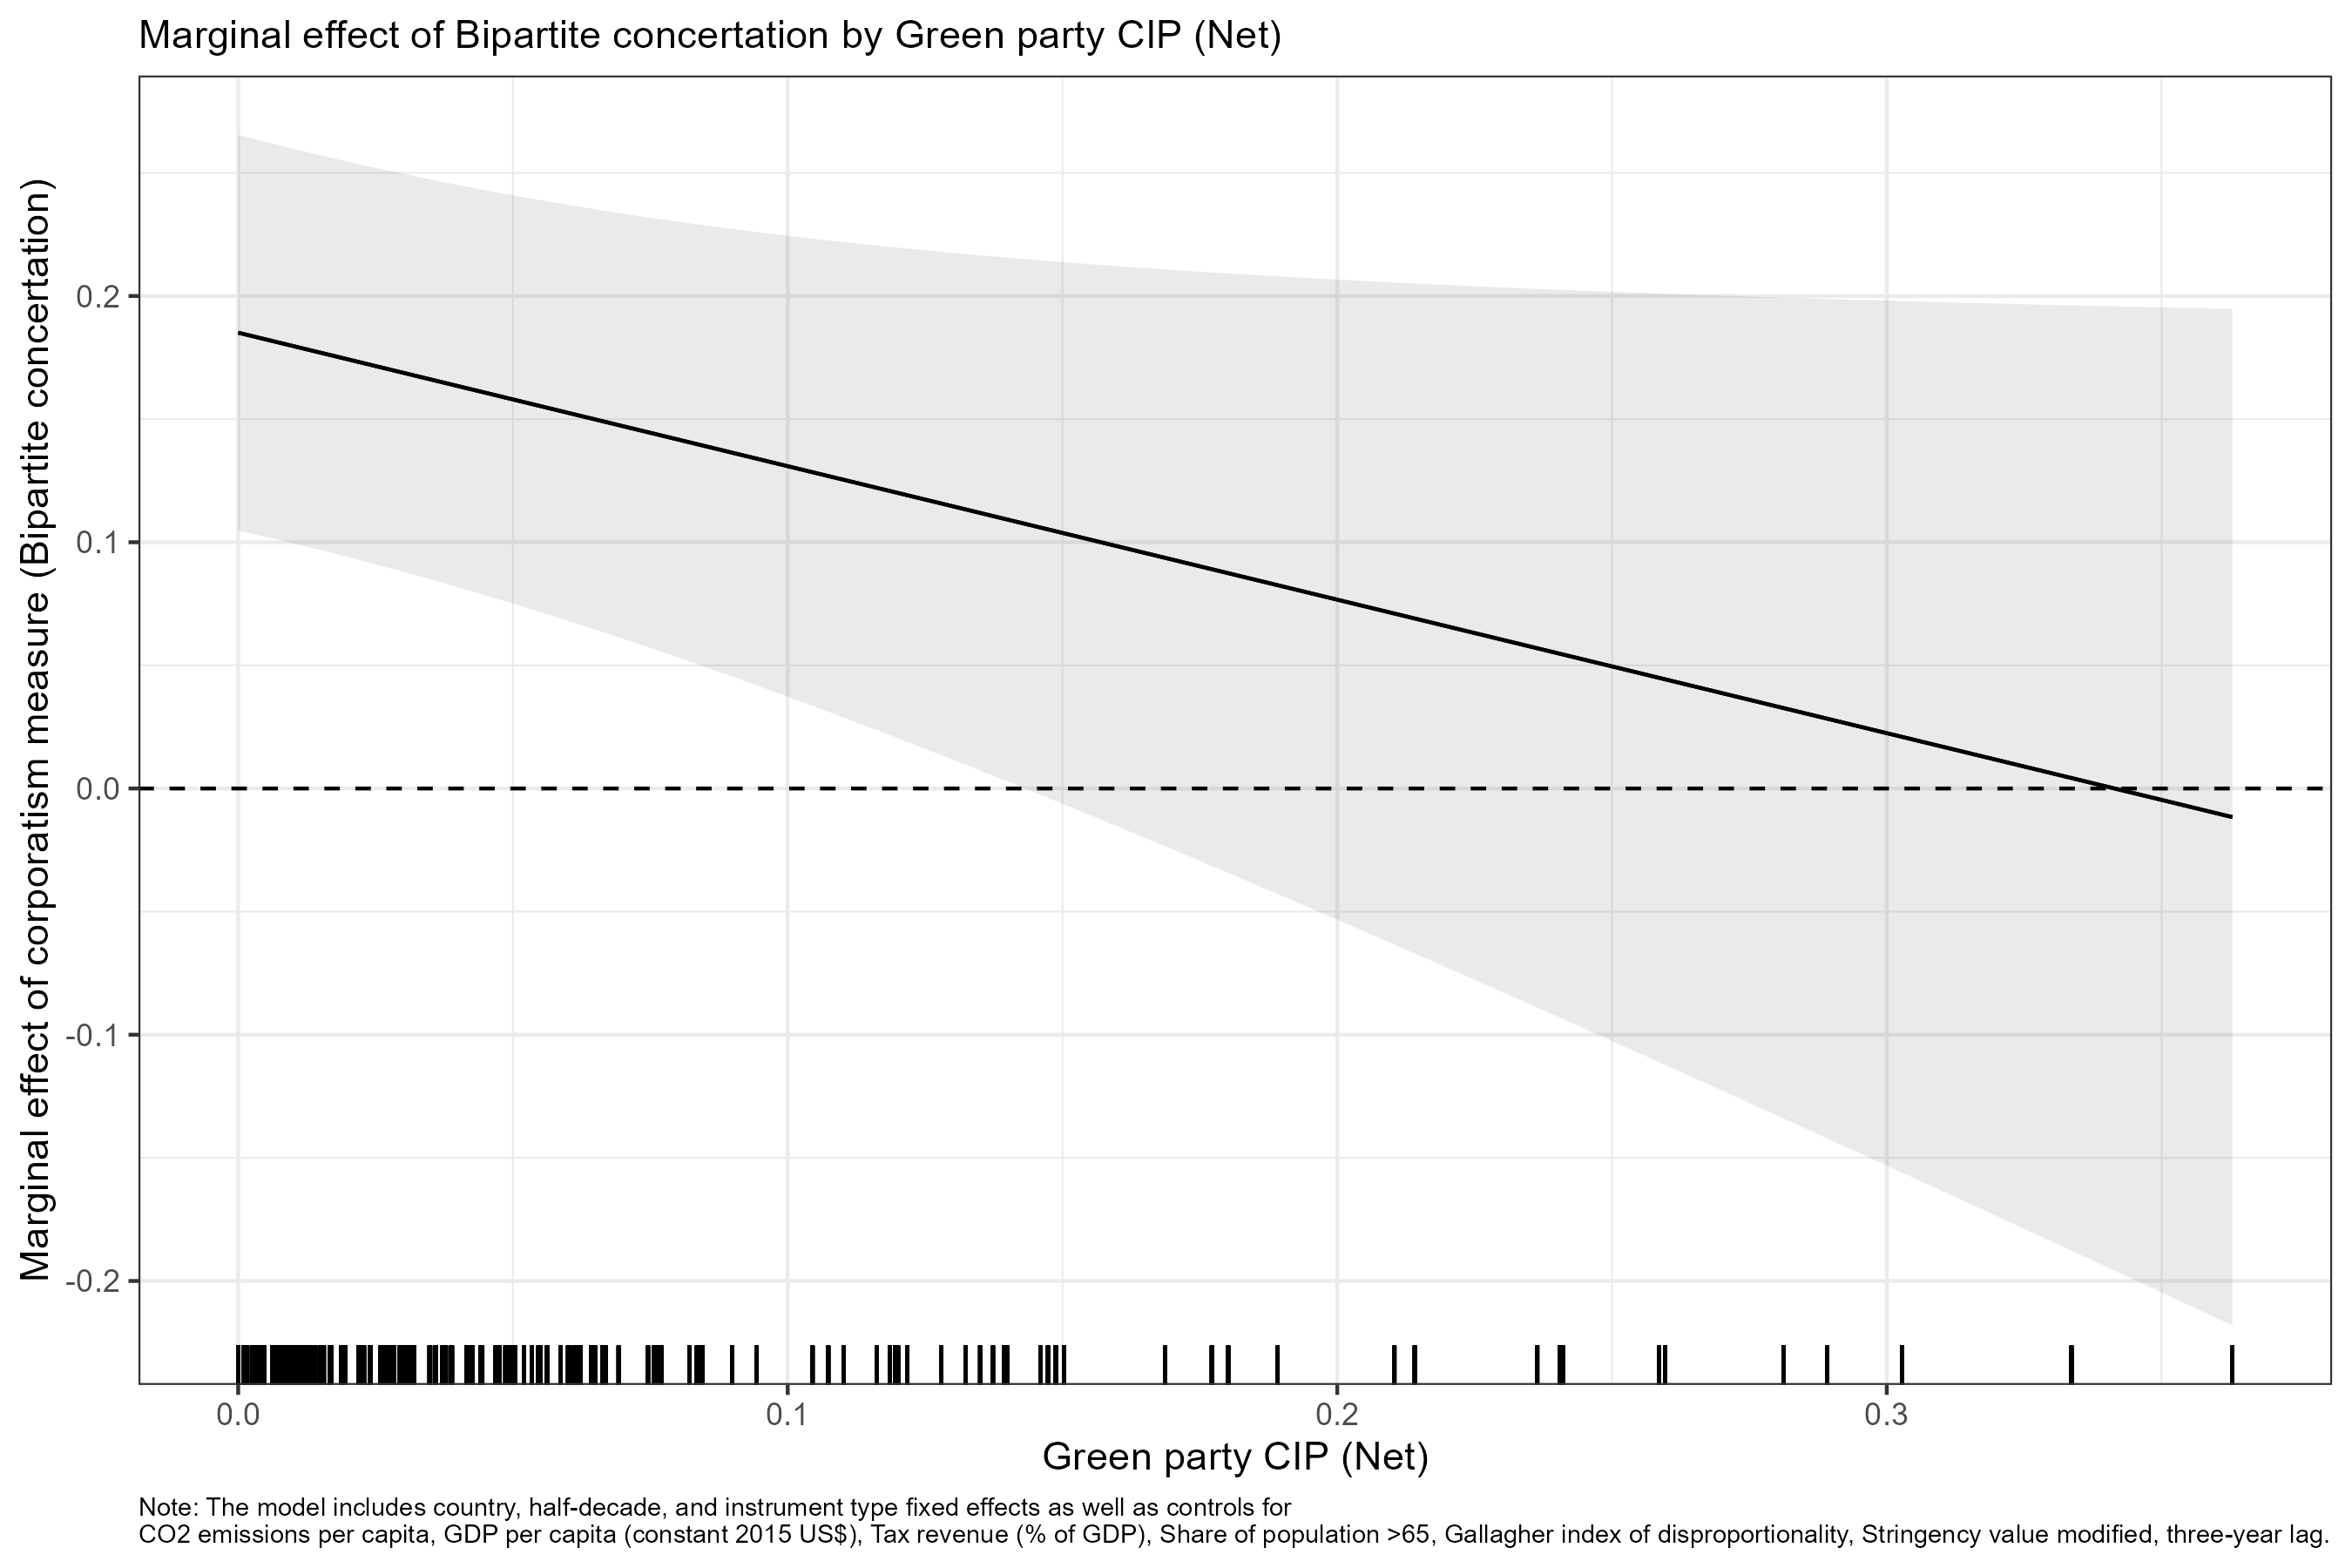 Marginal effect of Bipartite concertation by Green party CIP (Net)
Marginal effect of corporatism measure (Bipartite concertation)
0.2
0.1
0.0
-0.1
-0.2
0.0 0.1 0.2 0.3
Green party CIP (Net)
Note: The model includes country, half-decade, and instrument type fixed effects as well as controls for
CO2 emissions per capita, GDP per capita (constant 2015 US$), Tax revenue (% of GDP), Share of population >65, Gallagher index of disproportionality, Stringency value modified, three-year lag.